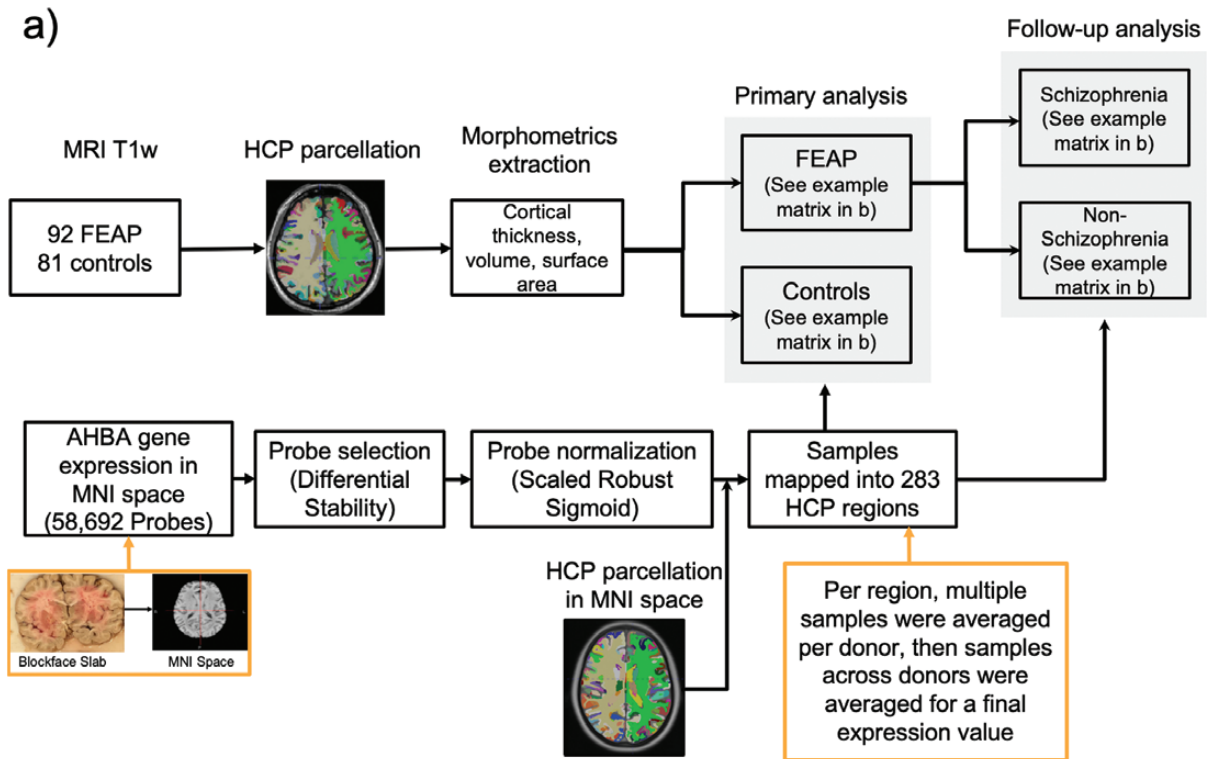 a)
Follow-up analysis
Primary analysis
MRI T1w
HCP parcellation
Morphometrics
extraction
92 FEAP
81 controls
Cortical
thickness,
volume, surface
area
FEAP
(See example
matrix in b)
Controls
(See example
matrix in b)
Schizophrenia
(See example
matrix in b)
Non-
Schizophrenia
(See example
matrix in b)
AHBA gene
expression in
MNI space
(58,692 Probes)
Probe selection
(Differential
Stability)
Probe normalization
(Scaled Robust
Sigmoid)
Samples
mapped into 283
HCP regions
Blockface Slab
MNI Space
HCP parcellation
in MNI space
Per region, multiple
samples were averaged
per donor, then samples
across donors were
averaged for a final
expression value